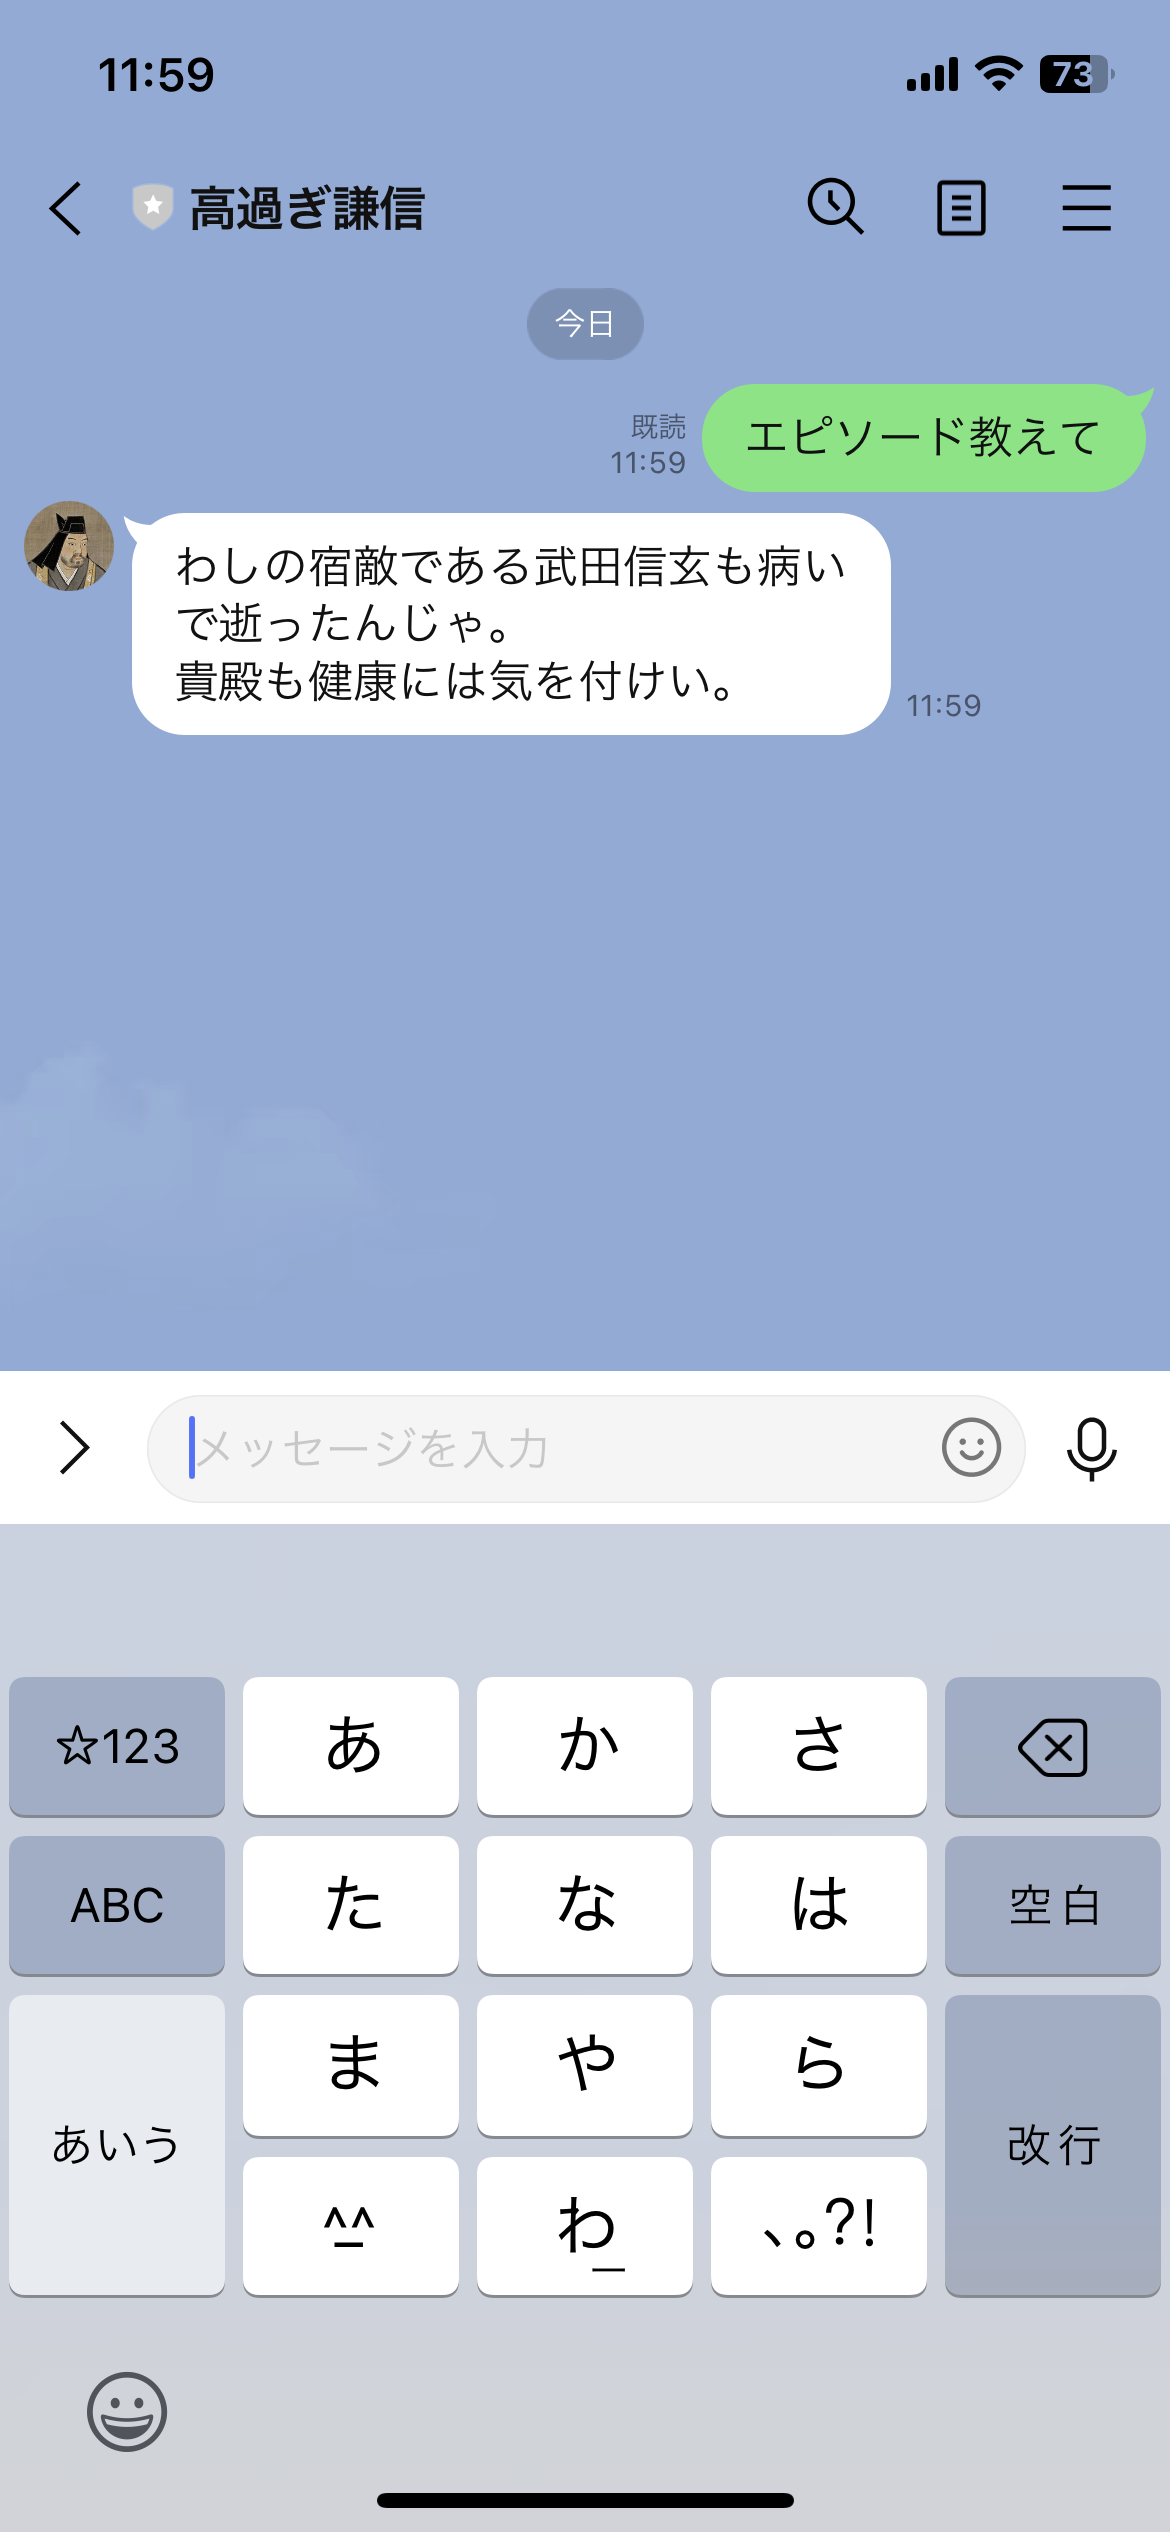 11:59
73
高過ぎ謙信
今日
エピソード教えて
既読
11:59
わしの宿敵である武田信玄も病い
で逝ったんじゃ。
貴殿も健康には気を付けい。
11:59
メッセージを入力
☆123
あ
か
さ
ABC
た
な
は
空白
あいう
ま
や
ら
改行
^_^
わ_
、。?!